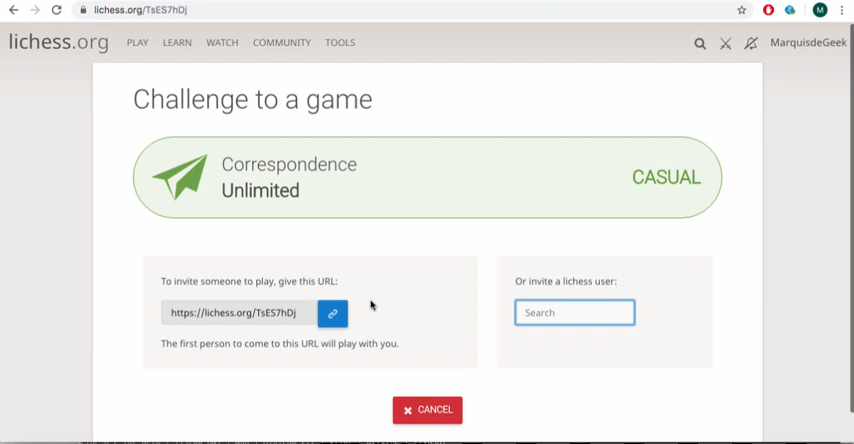 lichess.org/TsES7hDj
M
lichess.org PLAY LEARN WATCH COMMUNITY TOOLS MarquisdeGeek
Challenge to a game
Correspondence
Unlimited
CASUAL
To invite someone to play, give this URL:
https://lichess.org/TsES7hDj
The first person to come to this URL will play with you.
Or invite a lichess user:
Search
CANCEL